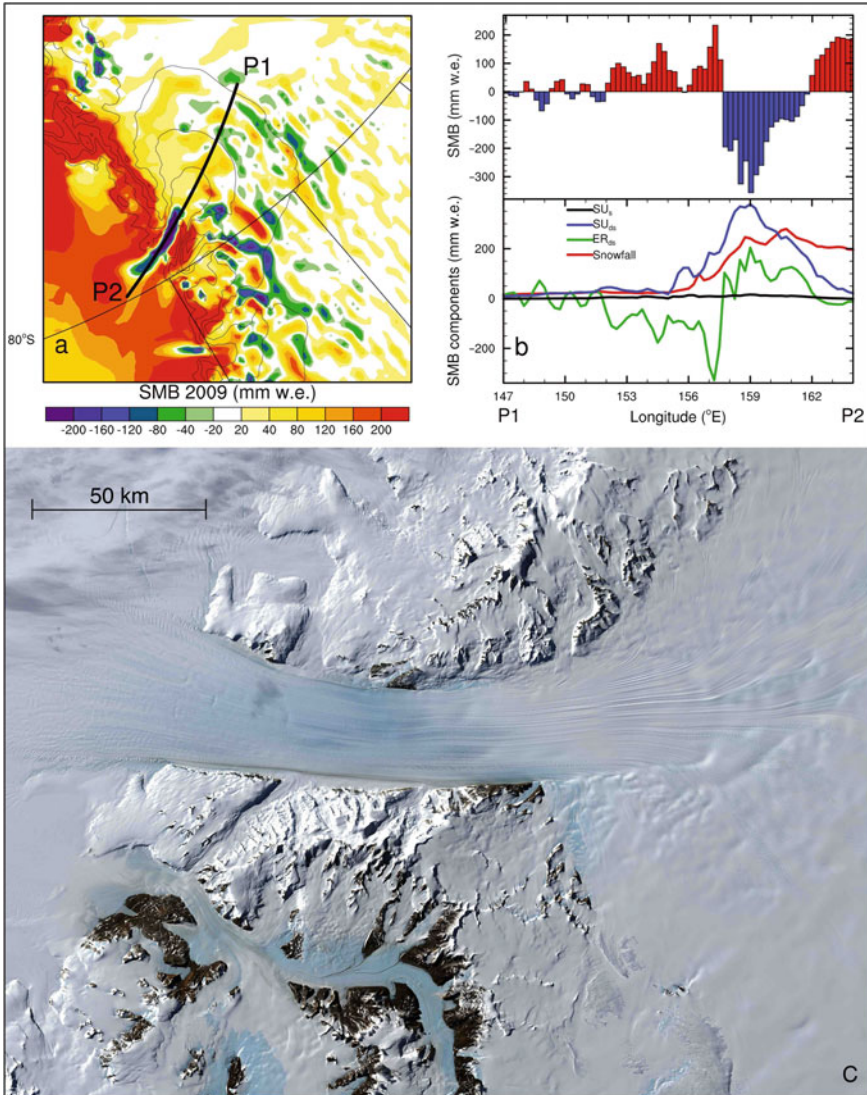 P1
P2
80°S
a
SMB 2009 (mm w.e.)
-200 -160 -120 -80 -40 -20 20 40 80 120 160 200
SMB (mm w.e.)
200
100
0
-100
-200
-300
SMB components (mm w.e.)
SUs
SUds
ERds
Snowfall
200
0
-200
b
147 150 153 156 159 162
P1 Longitude (°E) P2
50 km
C